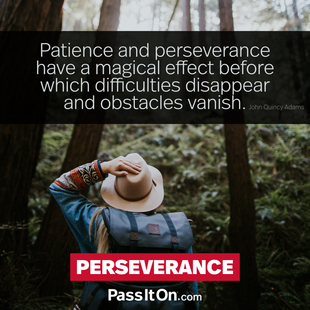 Patience and perseverance
have a magical effect before
which difficulties disappear
and obstacles vanish. John Quincy Adams
PERSEVERANCE
PassItOn.com